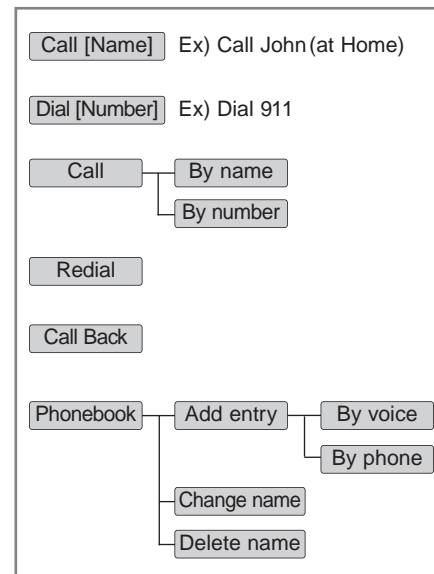 Call [Name] Ex) Call John (at Home)
Dial [Number] Ex) Dial 911
Call By name
By number
Redial
Call Back
Phonebook Add entry By voice
By phone
Change name
Delete name